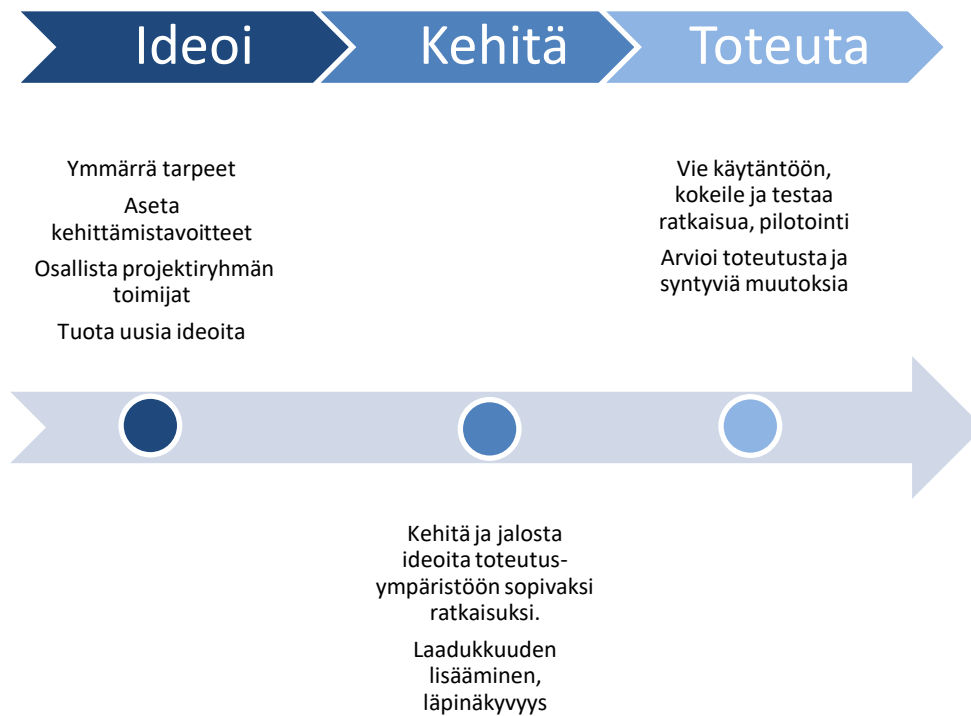 Ideoi
Kehitä
Toteuta
Ymmärrä tarpeet
Aseta
kehittämistavoitteet
Osallista projektiryhmän
toimijat
Tuota uusia ideoita
Vie käytäntöön,
kokeile ja testaa
ratkaisua, pilotointi
Arvioi toteutusta ja
syntyviä muutoksia
Kehitä ja jalosta
ideoita toteutus-
ympäristöön sopivaksi
ratkaisuksi.
Laadukkuuden
lisääminen,
läpinäkyvyys